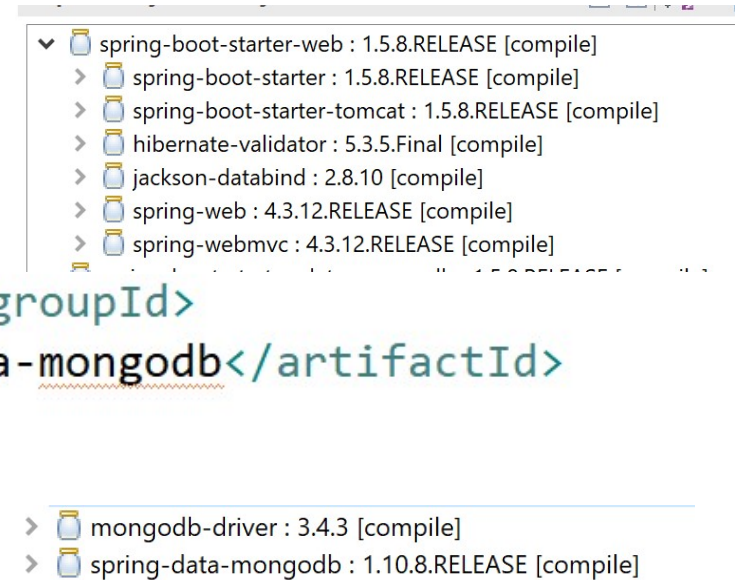 spring-boot-starter-web : 1.5.8.RELEASE [compile]
spring-boot-starter : 1.5.8.RELEASE [compile]
spring-boot-starter-tomcat : 1.5.8.RELEASE [compile]
hibernate-validator : 5.3.5.Final [compile]
jackson-databind : 2.8.10 [compile]
spring-web : 4.3.12.RELEASE [compile]
spring-webmvc : 4.3.12.RELEASE [compile]
groupId>
a-mongodb</artifactId>
mongodb-driver : 3.4.3 [compile]
spring-data-mongodb : 1.10.8.RELEASE [compile]